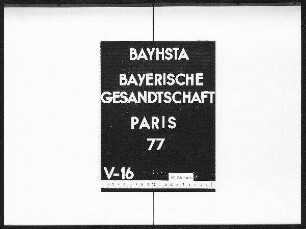 BAYHSTA
BAYERISCHE
GESANDTSCHAFT
PARIS
77
V-16